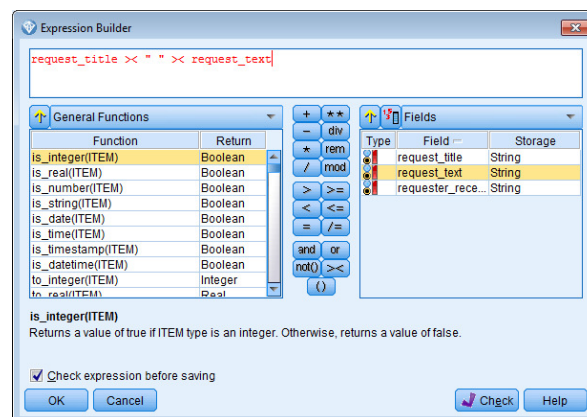 Expression Builder
request_title >< " " >< request_text
General Functions
Fields
Function Return
is_integer(ITEM) Boolean
is_real(ITEM) Boolean
is_number(ITEM) Boolean
is_string(ITEM) Boolean
is_date(ITEM) Boolean
is_time(ITEM) Boolean
is_timestamp(ITEM) Boolean
is_datetime(ITEM) Boolean
to_integer(ITEM) Integer
to_real(ITEM) Real
+ **
- div
* rem
/ mod
> >=
< <=
= /=
and or
not() ><
()
Type Field Storage
request_title String
request_text String
requester_rece... String
is_integer(ITEM)
Returns a value of true if ITEM type is an integer. Otherwise, returns a value of false.
Check expression before saving
OK Cancel Check Help